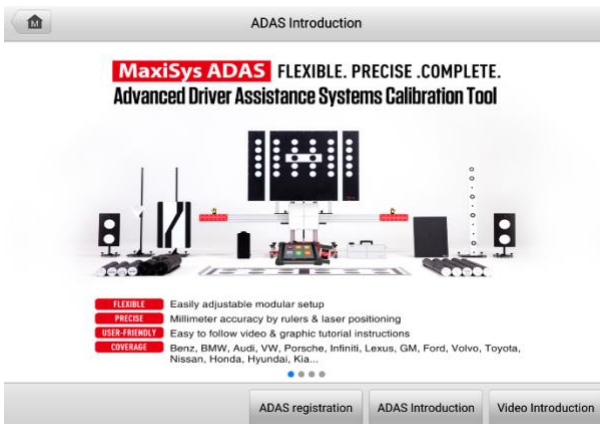 M
ADAS Introduction
MaxiSys ADAS FLEXIBLE. PRECISE .COMPLETE.
Advanced Driver Assistance Systems Calibration Tool
FLEXIBLE Easily adjustable modular setup
PRECISE Millimeter accuracy by rulers & laser positioning
USER-FRIENDLY Easy to follow video & graphic tutorial instructions
COVERAGE Benz, BMW, Audi, VW, Porsche, Infiniti, Lexus, GM, Ford, Volvo, Toyota,
Nissan, Honda, Hyundai, Kia...
ADAS registration ADAS Introduction Video Introduction